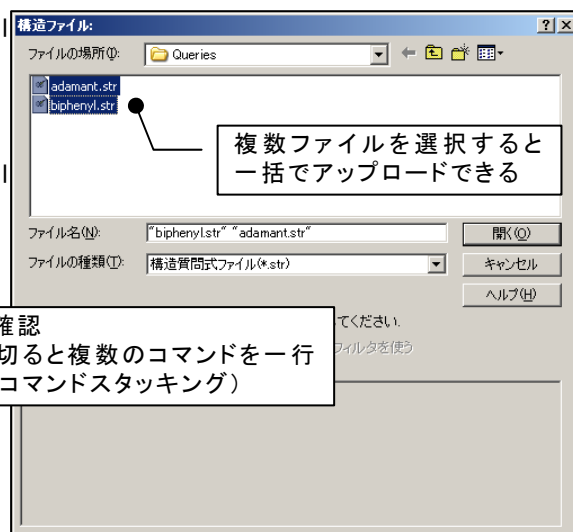 構造ファイル:
ファイルの場所(I):
Queries
adamant.str
biphenyl.str
複数ファイルを選択すると
一括でアップロードできる
ファイル名(N):
"biphenyl.str" "adamant.str"
開く(O)
ファイルの種類(T):
構造質問式ファイル(*.str)
キャンセル
ヘルプ(H)
確認
てください.
切ると複数のコマンドを一行
フィルタを使う
コマンドスタッキング）